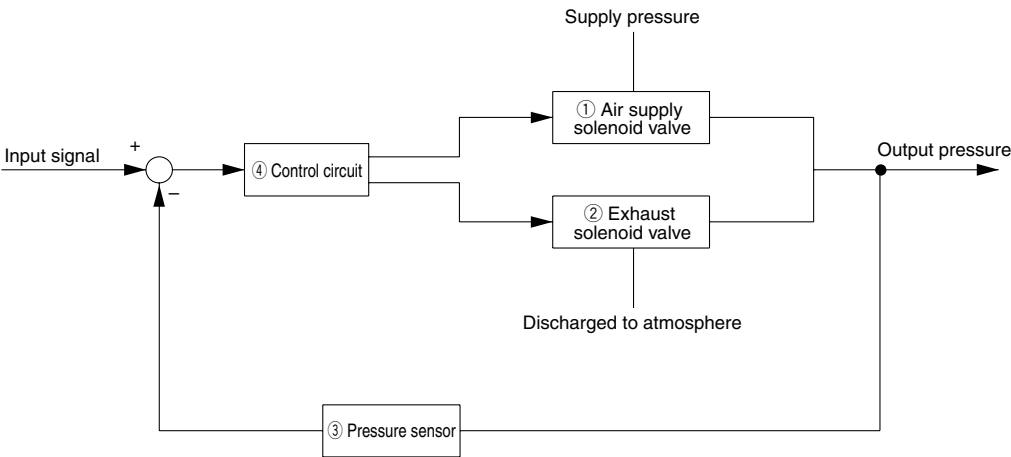 Supply pressure
① Air supply
solenoid valve
Input signal
+
−
④ Control circuit
Output pressure
② Exhaust
solenoid valve
Discharged to atmosphere
③ Pressure sensor